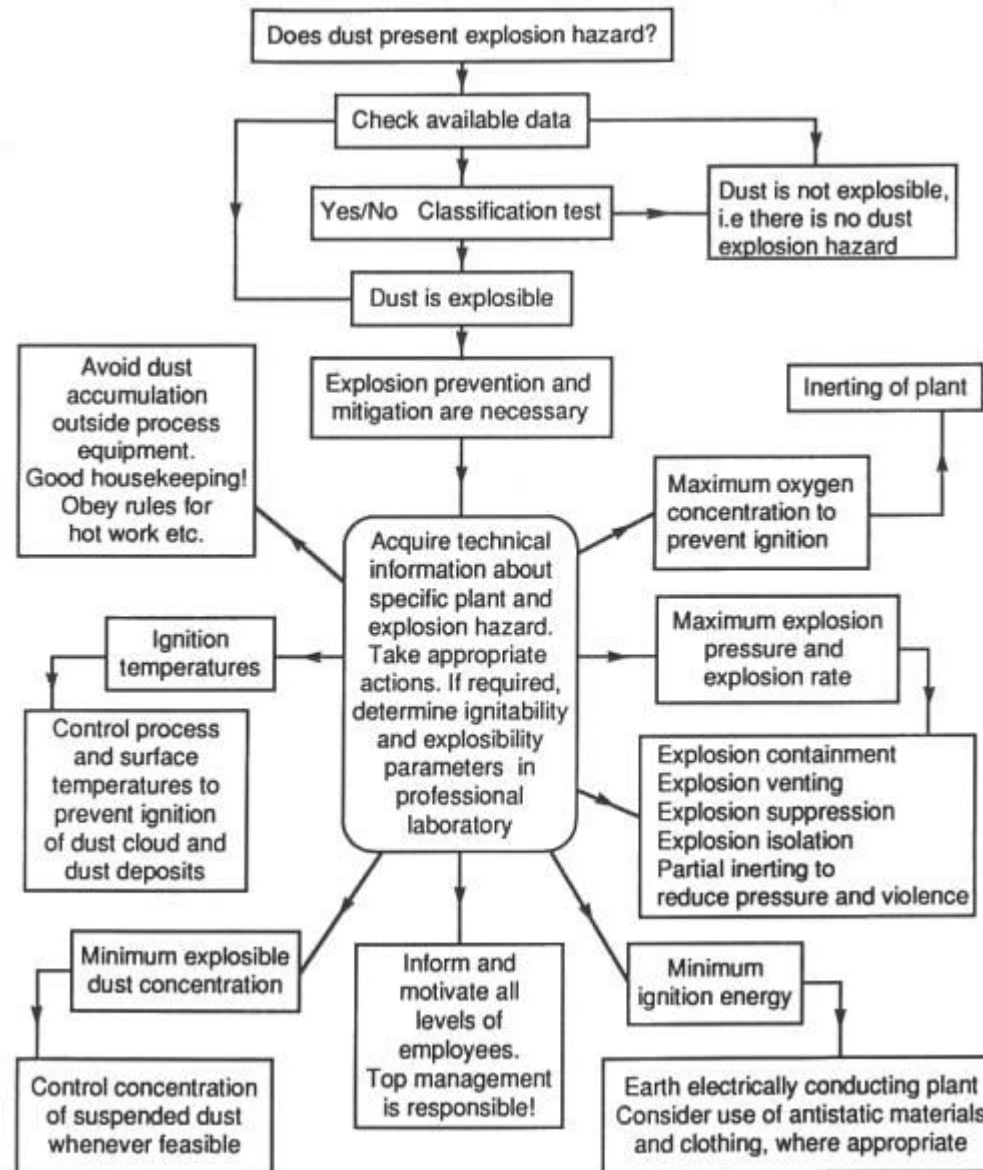 Does dust present explosion hazard?
Check available data
Yes/No Classification test
Dust is not explosible,
i.e there is no dust
explosion hazard
Dust is explosible
Avoid dust
accumulation
outside process
equipment.
Good housekeeping!
Obey rules for
hot work etc.
Explosion prevention and
mitigation are necessary
Inerting of plant
Maximum oxygen
concentration to
prevent ignition
Acquire technical
information about
specific plant and
explosion hazard.
Take appropriate
actions. If required,
determine ignitability
and explosibility
parameters in
professional
laboratory
Ignition
temperatures
Maximum explosion
pressure and
explosion rate
Control process
and surface
temperatures to
prevent ignition
of dust cloud and
dust deposits
Explosion containment
Explosion venting
Explosion suppression
Explosion isolation
Partial inerting to
reduce pressure and violence
Minimum explosible
dust concentration
Inform and
motivate all
levels of
employees.
Top management
is responsible!
Minimum
ignition energy
Control concentration
of suspended dust
whenever feasible
Earth electrically conducting plant
Consider use of antistatic materials
and clothing, where appropriate